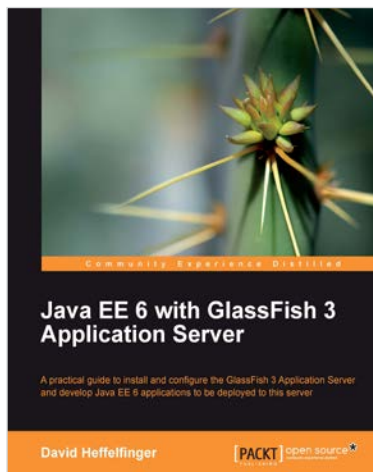 Community Experience Distilled
Java EE 6 with GlassFish 3
Application Server
A practical guide to install and configure the GlassFish 3 Application Server
and develop Java EE 6 applications to be deployed to this server
David Heffelfinger
[PACKT] open source*
PUBLISHING